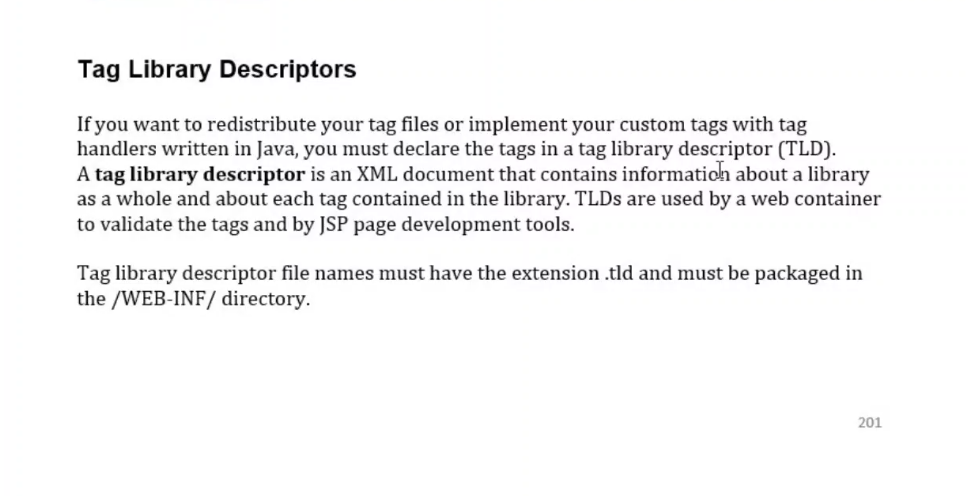 Tag Library Descriptors
If you want to redistribute your tag files or implement your custom tags with tag
handlers written in Java, you must declare the tags in a tag library descriptor (TLD).
A tag library descriptor is an XML document that contains information about a library
as a whole and about each tag contained in the library. TLDs are used by a web container
to validate the tags and by JSP page development tools.
Tag library descriptor file names must have the extension .tld and must be packaged in
the /WEB-INF/ directory.
201